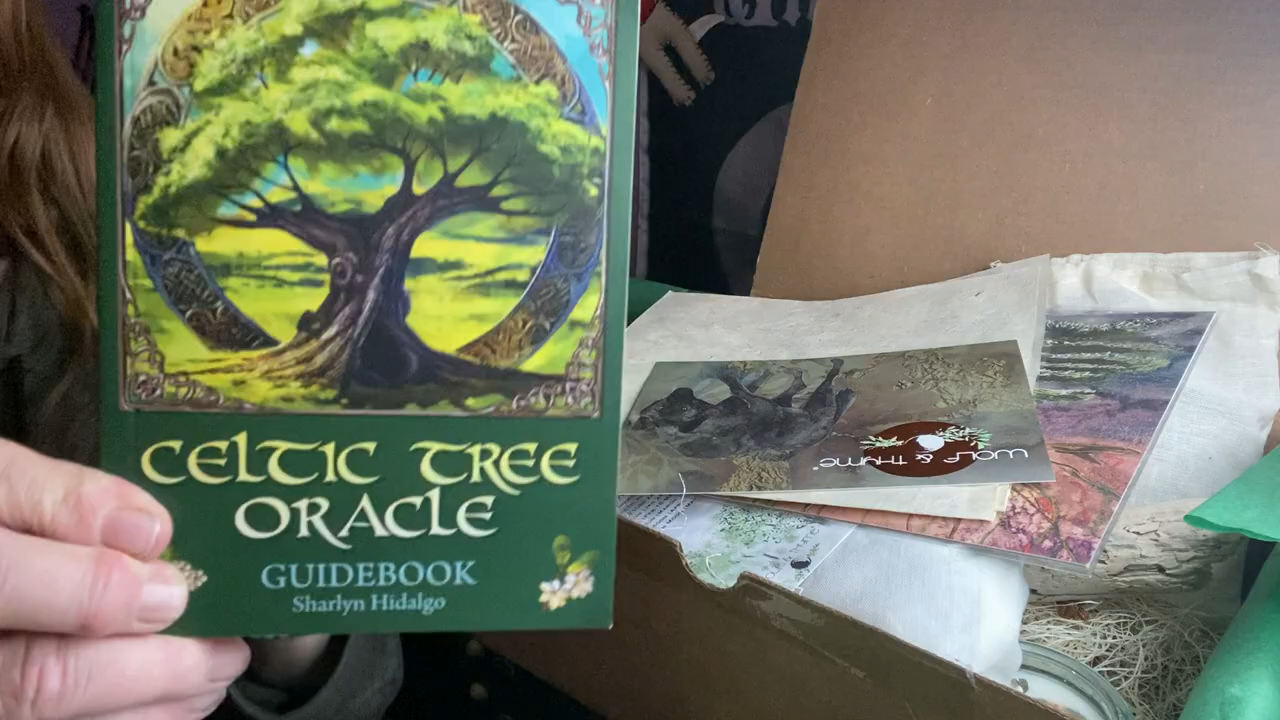 CELTIC TREE
ORACLE
GUIDEBOOK
Sharlyn Hidalgo
WOLF & THYME